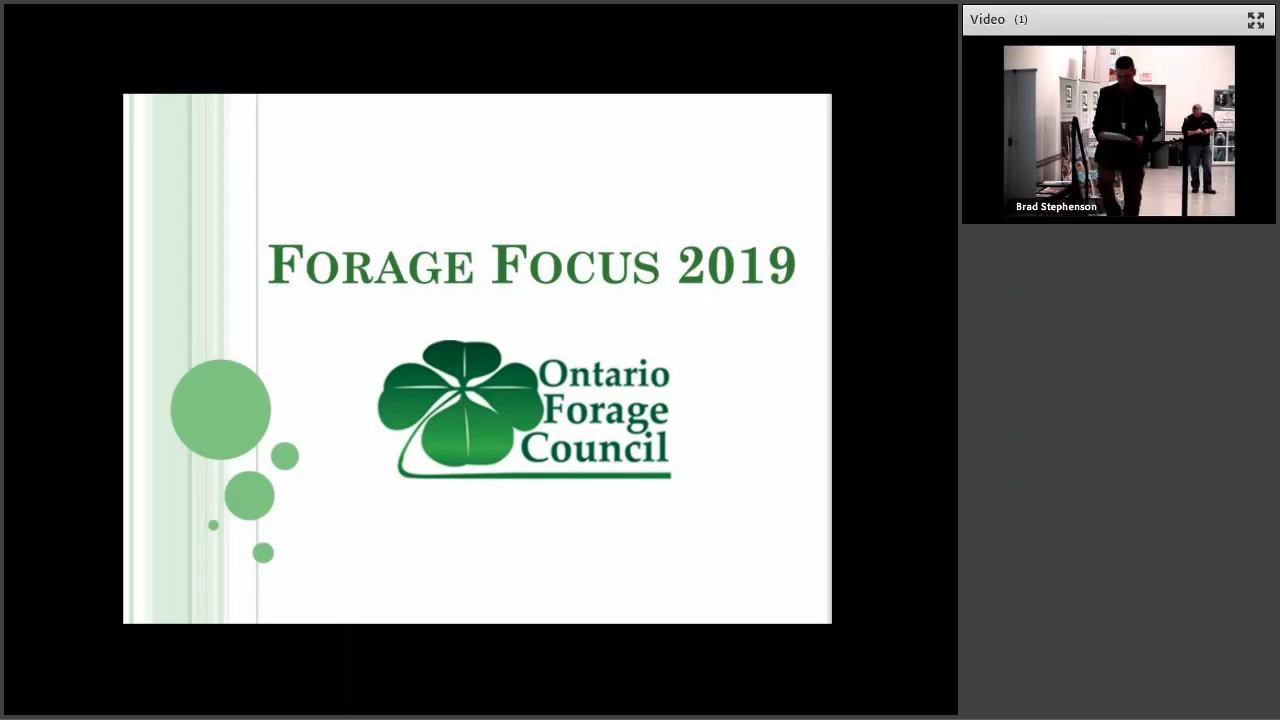 Video (1)
Brad Stephenson
FORAGE FOCUS 2019
Ontario
Forage
Council